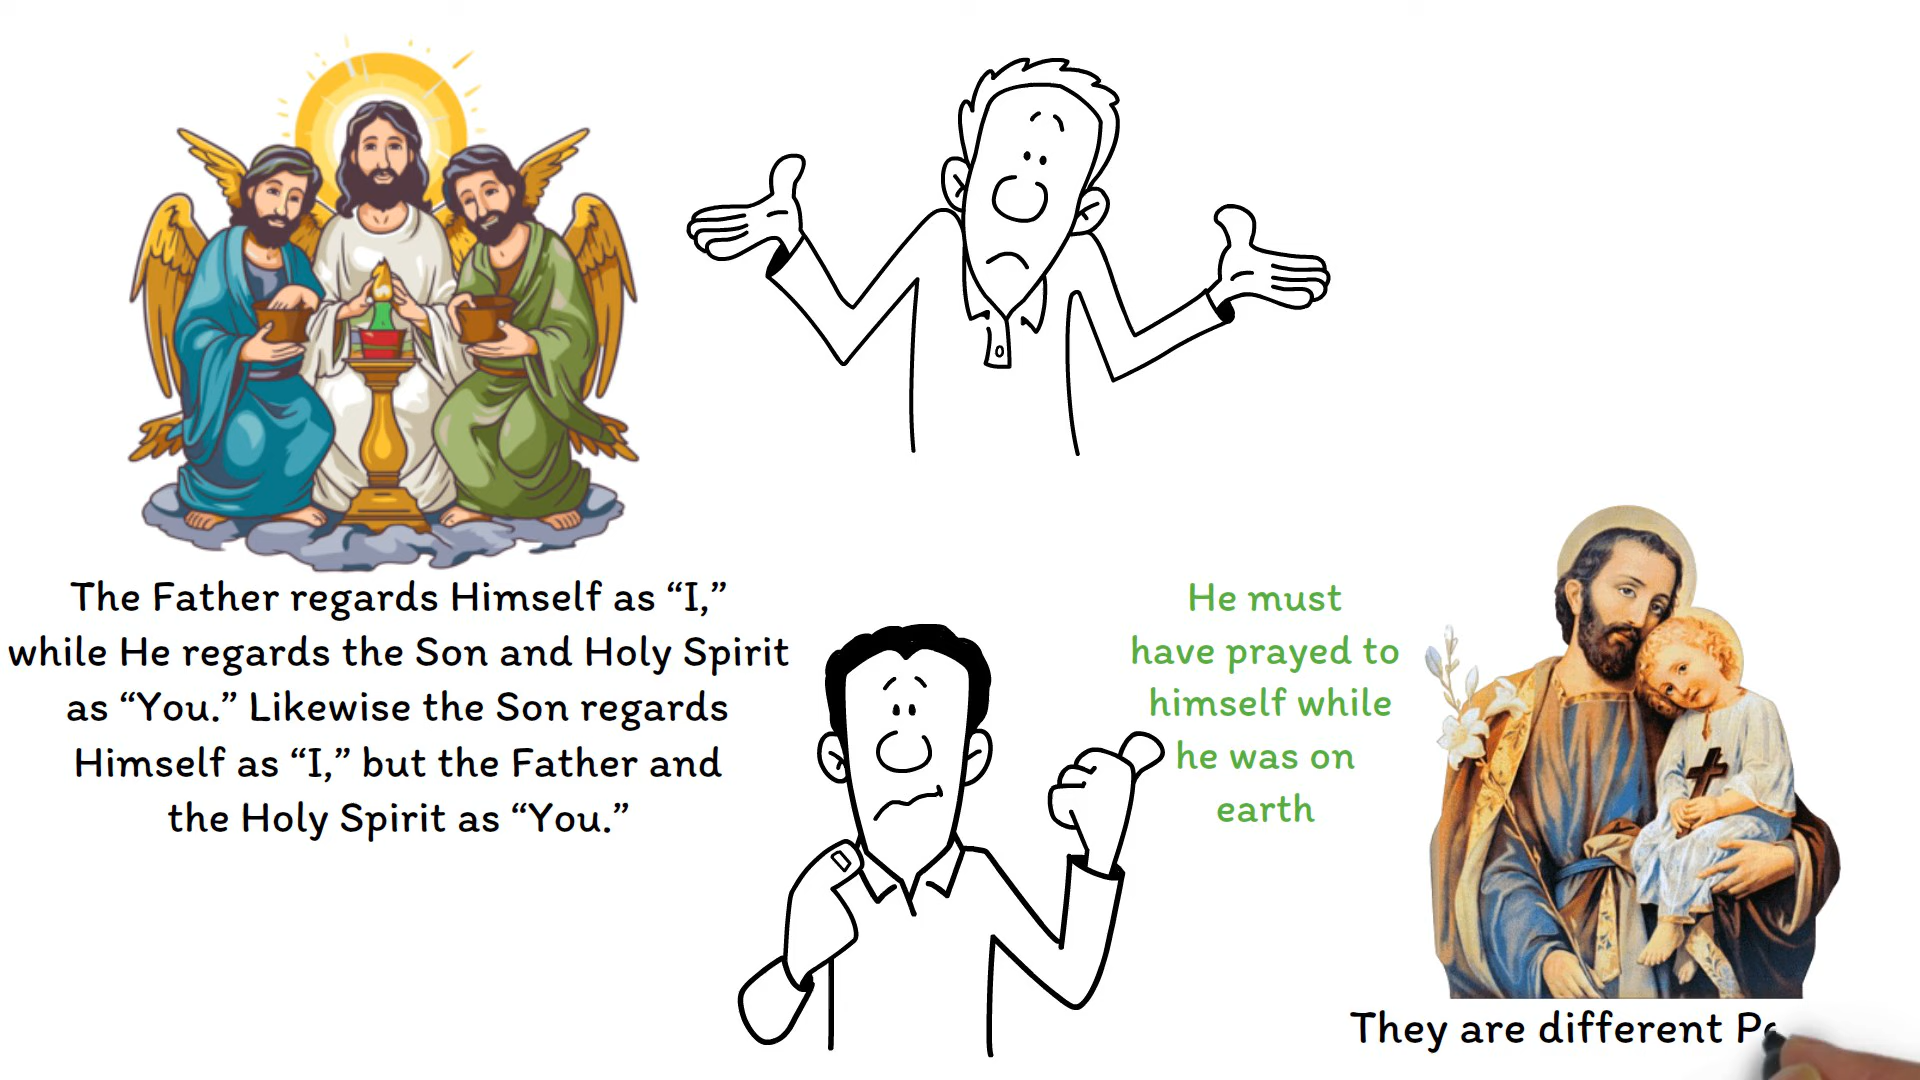 The Father regards Himself as “I,”
while He regards the Son and Holy Spirit
as “You.” Likewise the Son regards
Himself as “I,” but the Father and
the Holy Spirit as “You.”
He must
have prayed to
himself while
he was on
earth
They are different